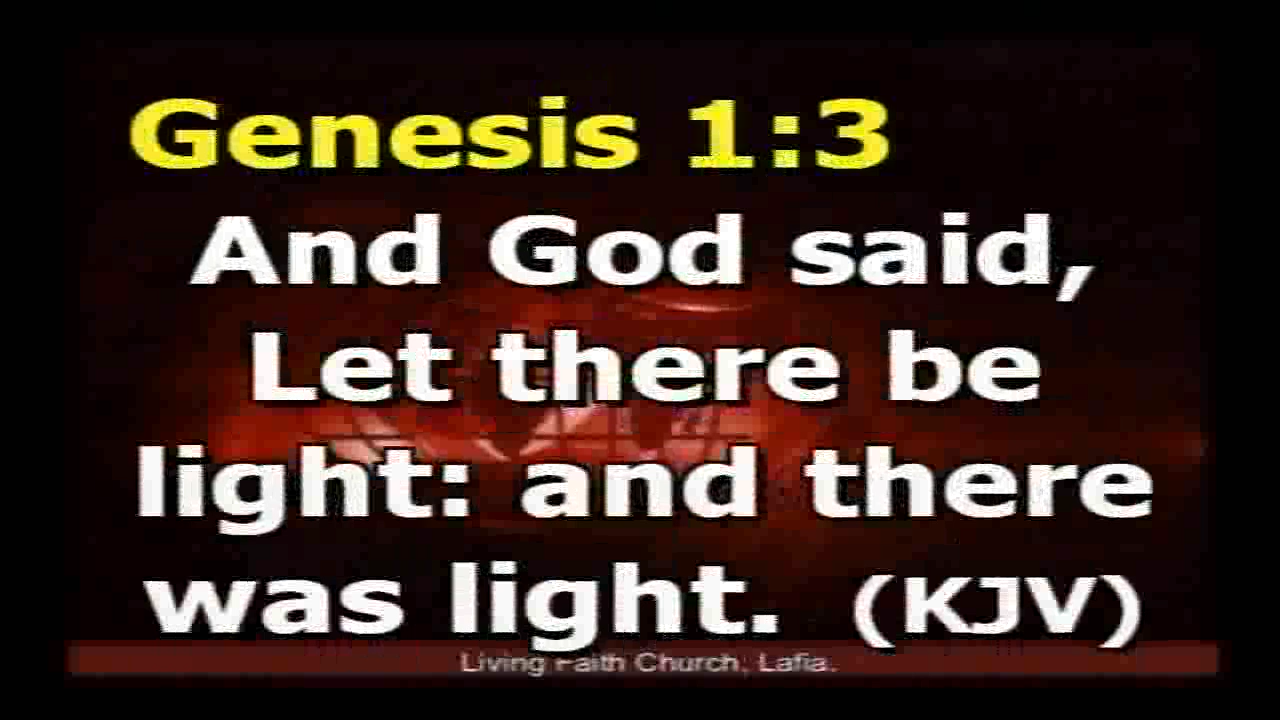 Genesis 1:3
And God said,
Let there be
light: and there
was light. (KJV)
Living Faith Church, Lafia.